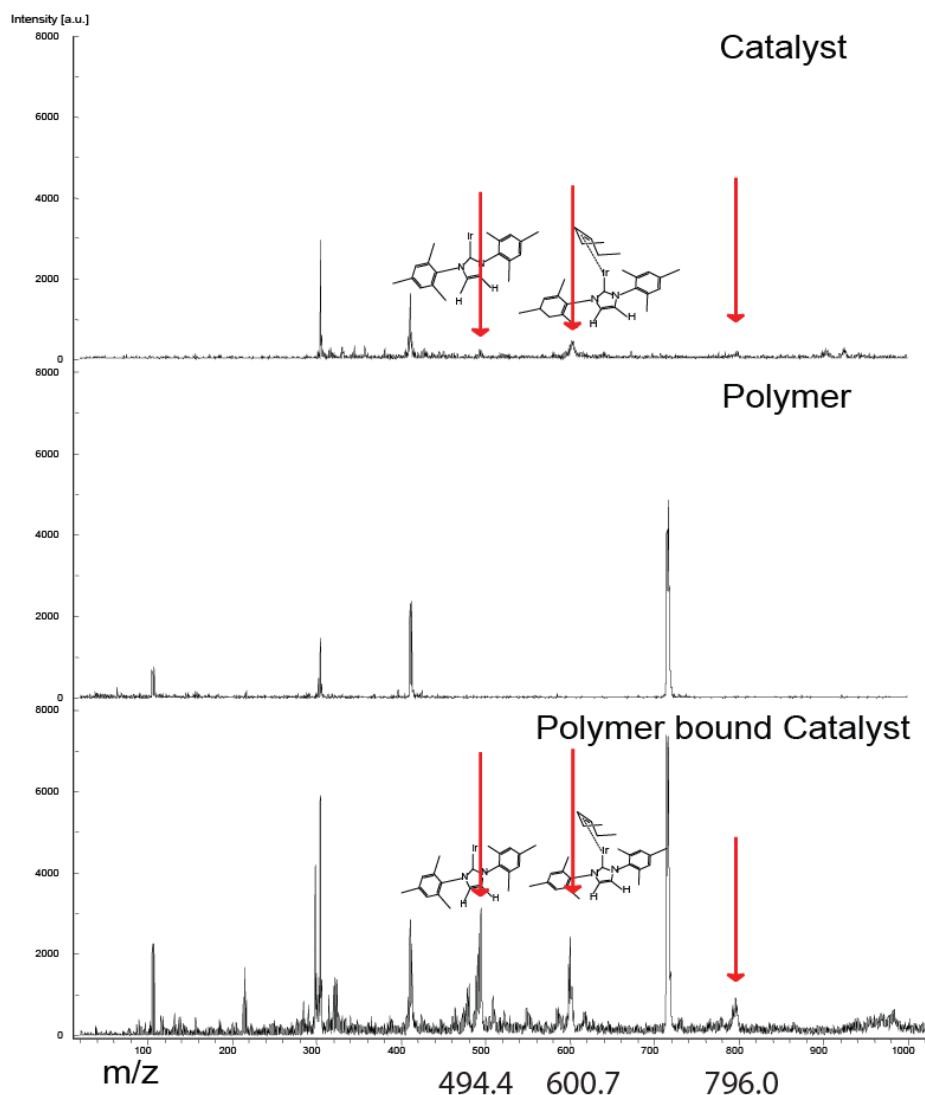 Intensity [a.u.]
8000
Catalyst
6000
4000
Ir
N N
H H
Ir
N N
H H
2000
0
8000
Polymer
6000
4000
2000
0
8000
Polymer bound Catalyst
6000
4000
Ir
N N
H H
Ir
N N
H H
2000
0
100 200 300 400 500 600 700 800 900 1000
m/z
494.4 600.7 796.0